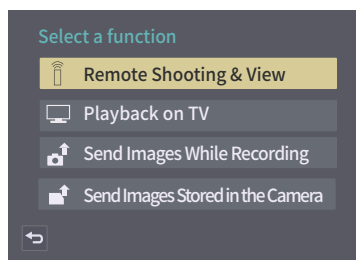 Select a function
Remote Shooting & View
Playback on TV
Send Images While Recording
Send Images Stored in the Camera